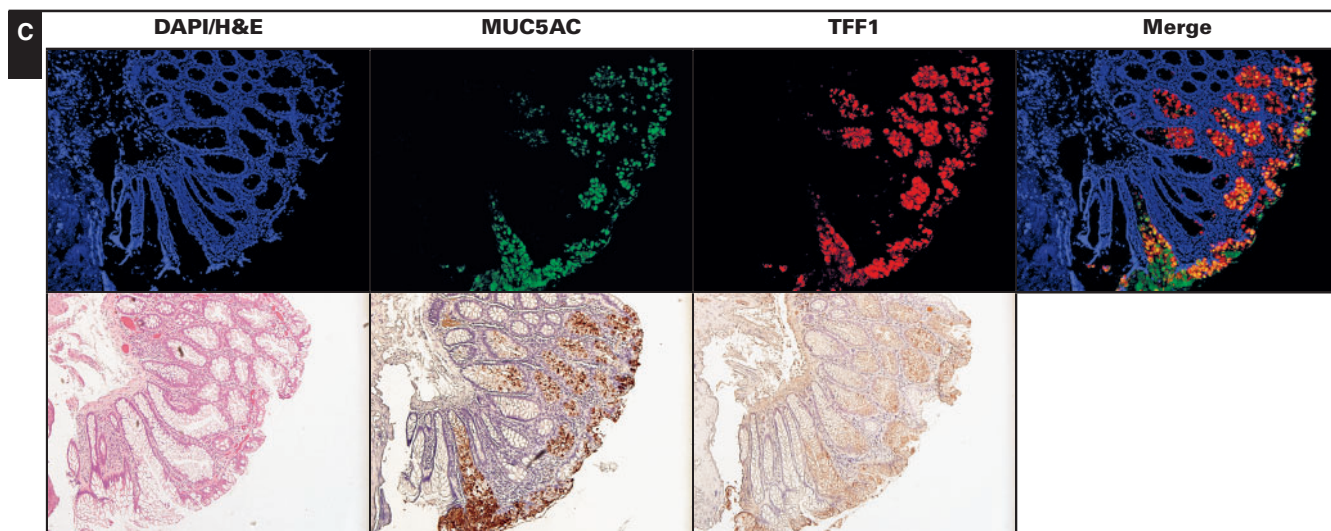 C
DAPI/H&E
MUC5AC
TFF1
Merge